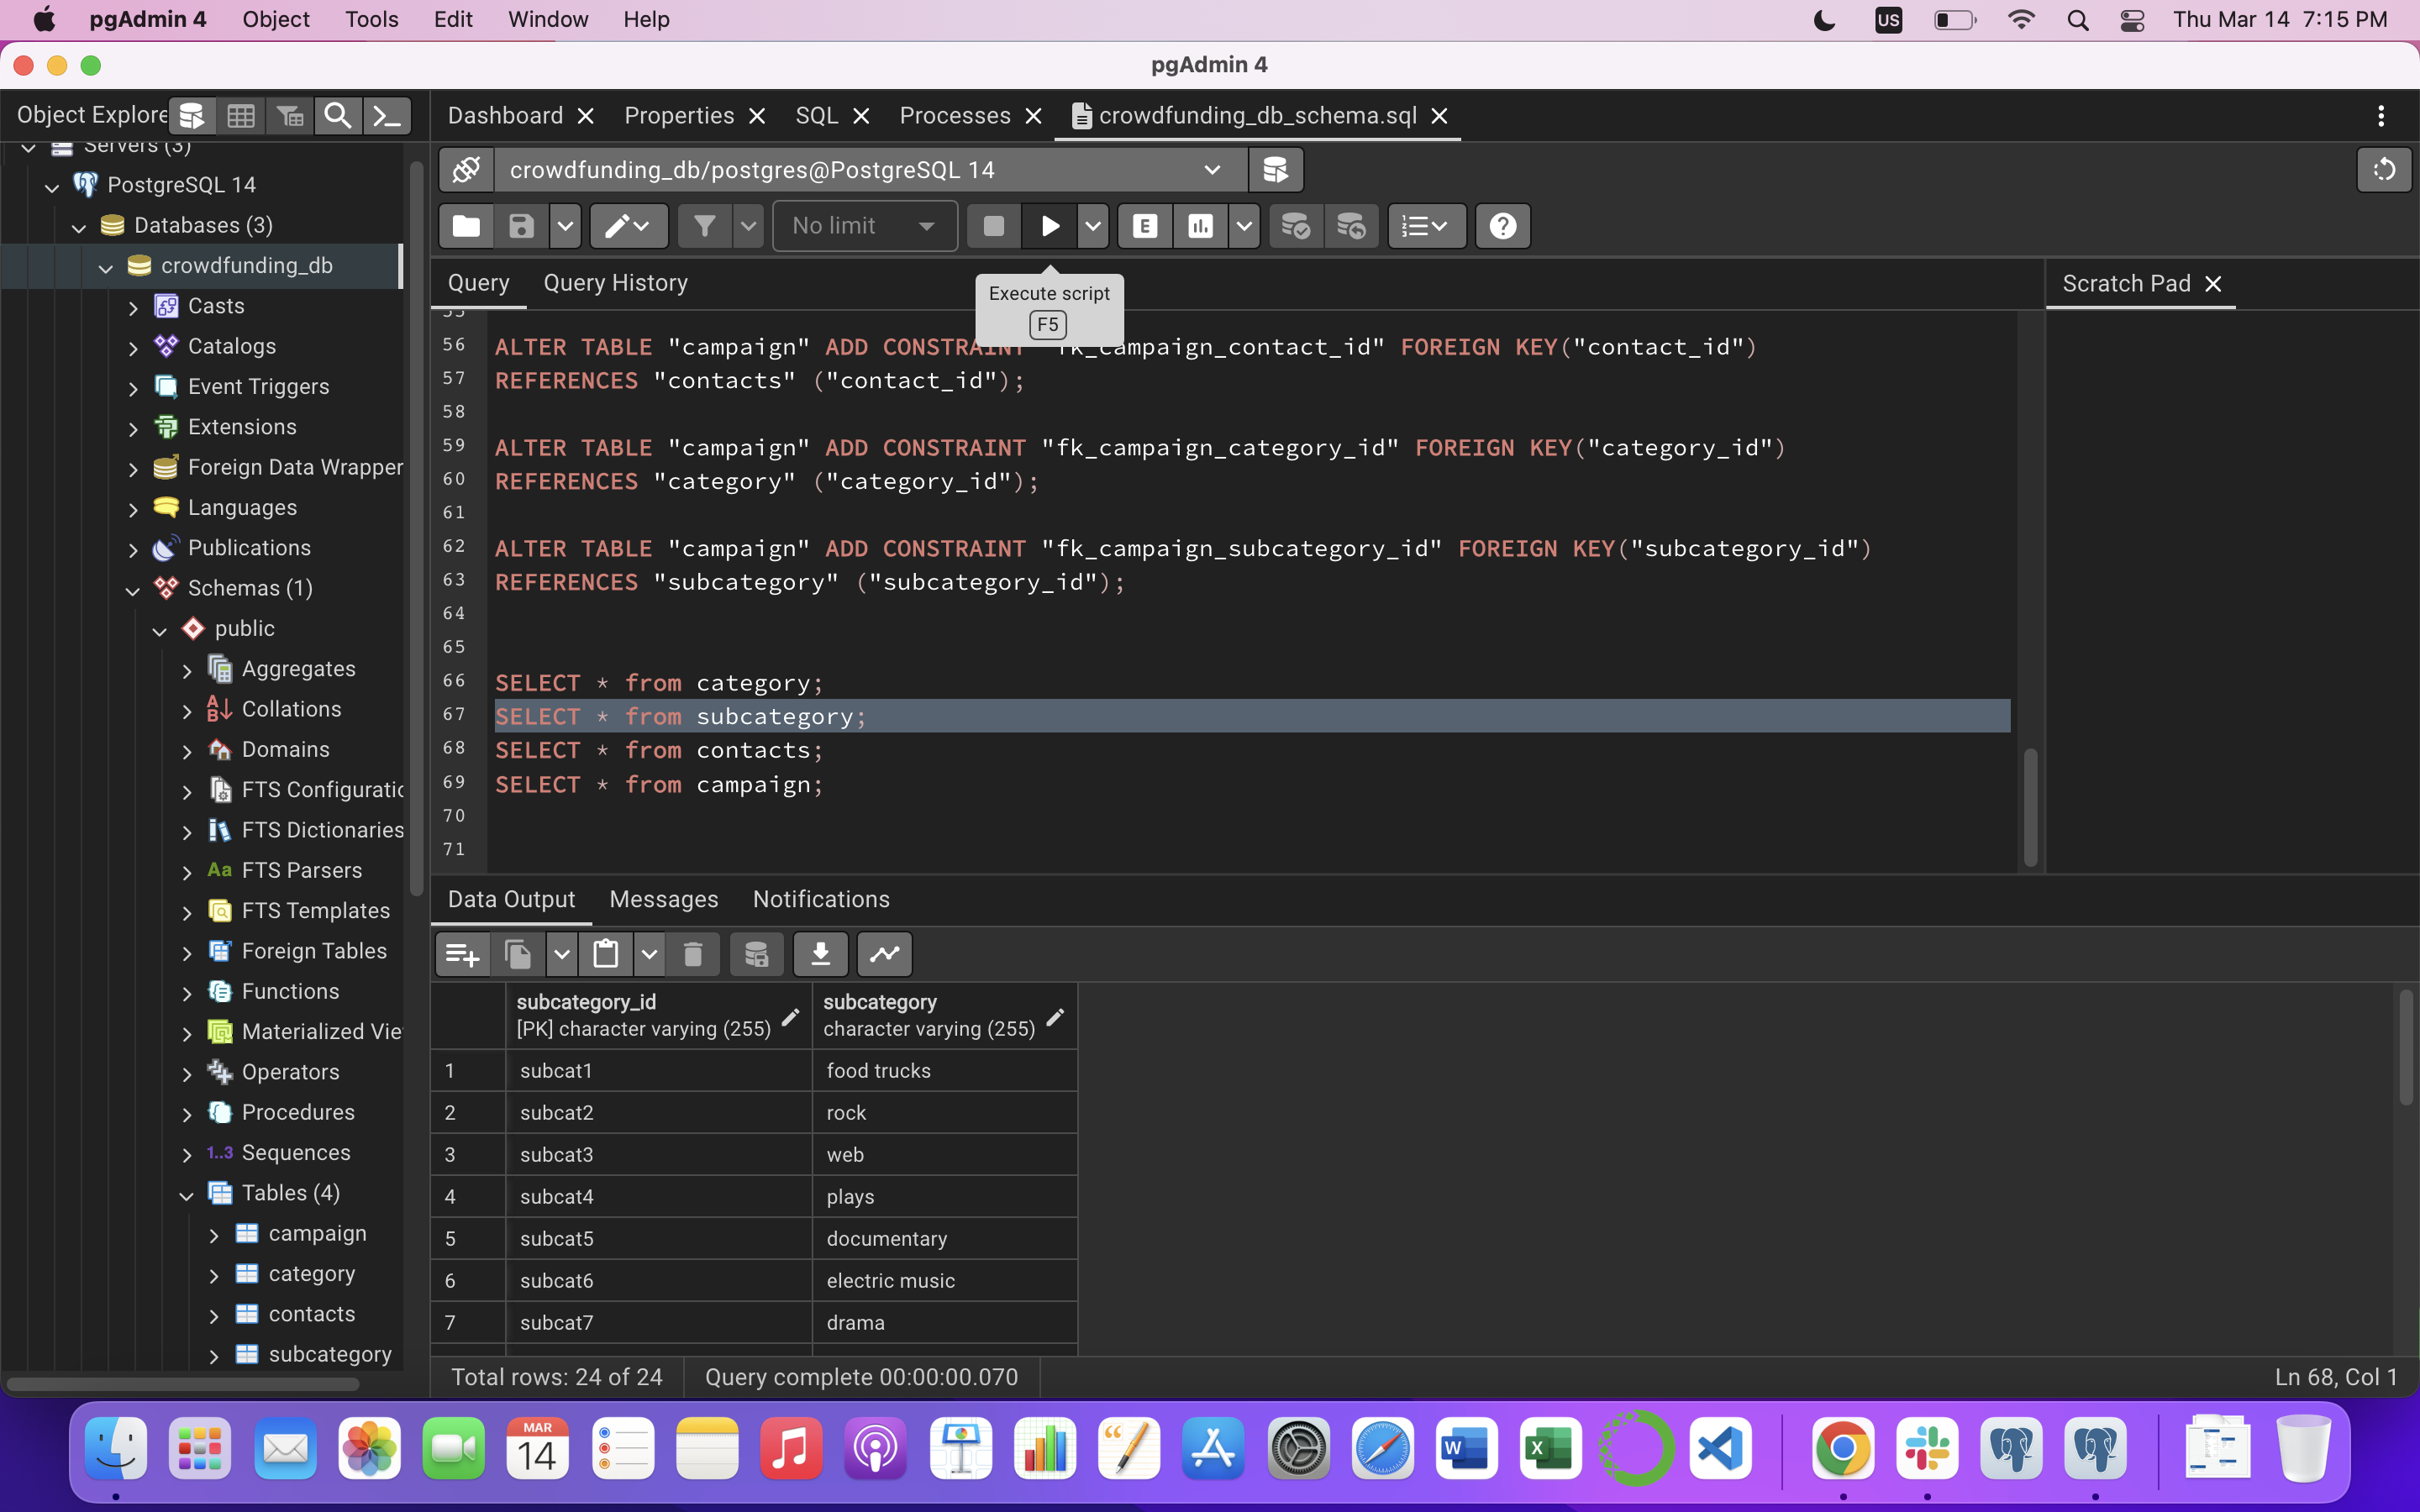 pgAdmin 4 Object Tools Edit Window Help US Thu Mar 14 7:15 PM
pgAdmin 4
Object Explore
Servers (3)
PostgreSQL 14
Databases (3)
crowdfunding_db
Casts
Catalogs
Event Triggers
Extensions
Foreign Data Wrapper
Languages
Publications
Schemas (1)
public
Aggregates
Collations
Domains
FTS Configuratio
FTS Dictionaries
Aa FTS Parsers
FTS Templates
Foreign Tables
Functions
Materialized Vie
Operators
Procedures
1..3 Sequences
Tables (4)
campaign
category
contacts
subcategory
Dashboard Properties SQL Processes crowdfunding_db_schema.sql
crowdfunding_db/postgres@PostgreSQL 14
No limit E
Query Query History
Execute script
F5
Scratch Pad
55
56 ALTER TABLE "campaign" ADD CONSTRAINT "fk_campaign_contact_id" FOREIGN KEY("contact_id")
57 REFERENCES "contacts" ("contact_id");
58
59 ALTER TABLE "campaign" ADD CONSTRAINT "fk_campaign_category_id" FOREIGN KEY("category_id")
60 REFERENCES "category" ("category_id");
61
62 ALTER TABLE "campaign" ADD CONSTRAINT "fk_campaign_subcategory_id" FOREIGN KEY("subcategory_id")
63 REFERENCES "subcategory" ("subcategory_id");
64
65
66 SELECT * from category;
67 SELECT * from subcategory;
68 SELECT * from contacts;
69 SELECT * from campaign;
70
71
Data Output Messages Notifications
subcategory_id subcategory
[PK] character varying (255) character varying (255)
1 subcat1 food trucks
2 subcat2 rock
3 subcat3 web
4 subcat4 plays
5 subcat5 documentary
6 subcat6 electric music
7 subcat7 drama
Total rows: 24 of 24 Query complete 00:00:00.070 Ln 68, Col 1
MAR
14
W
X